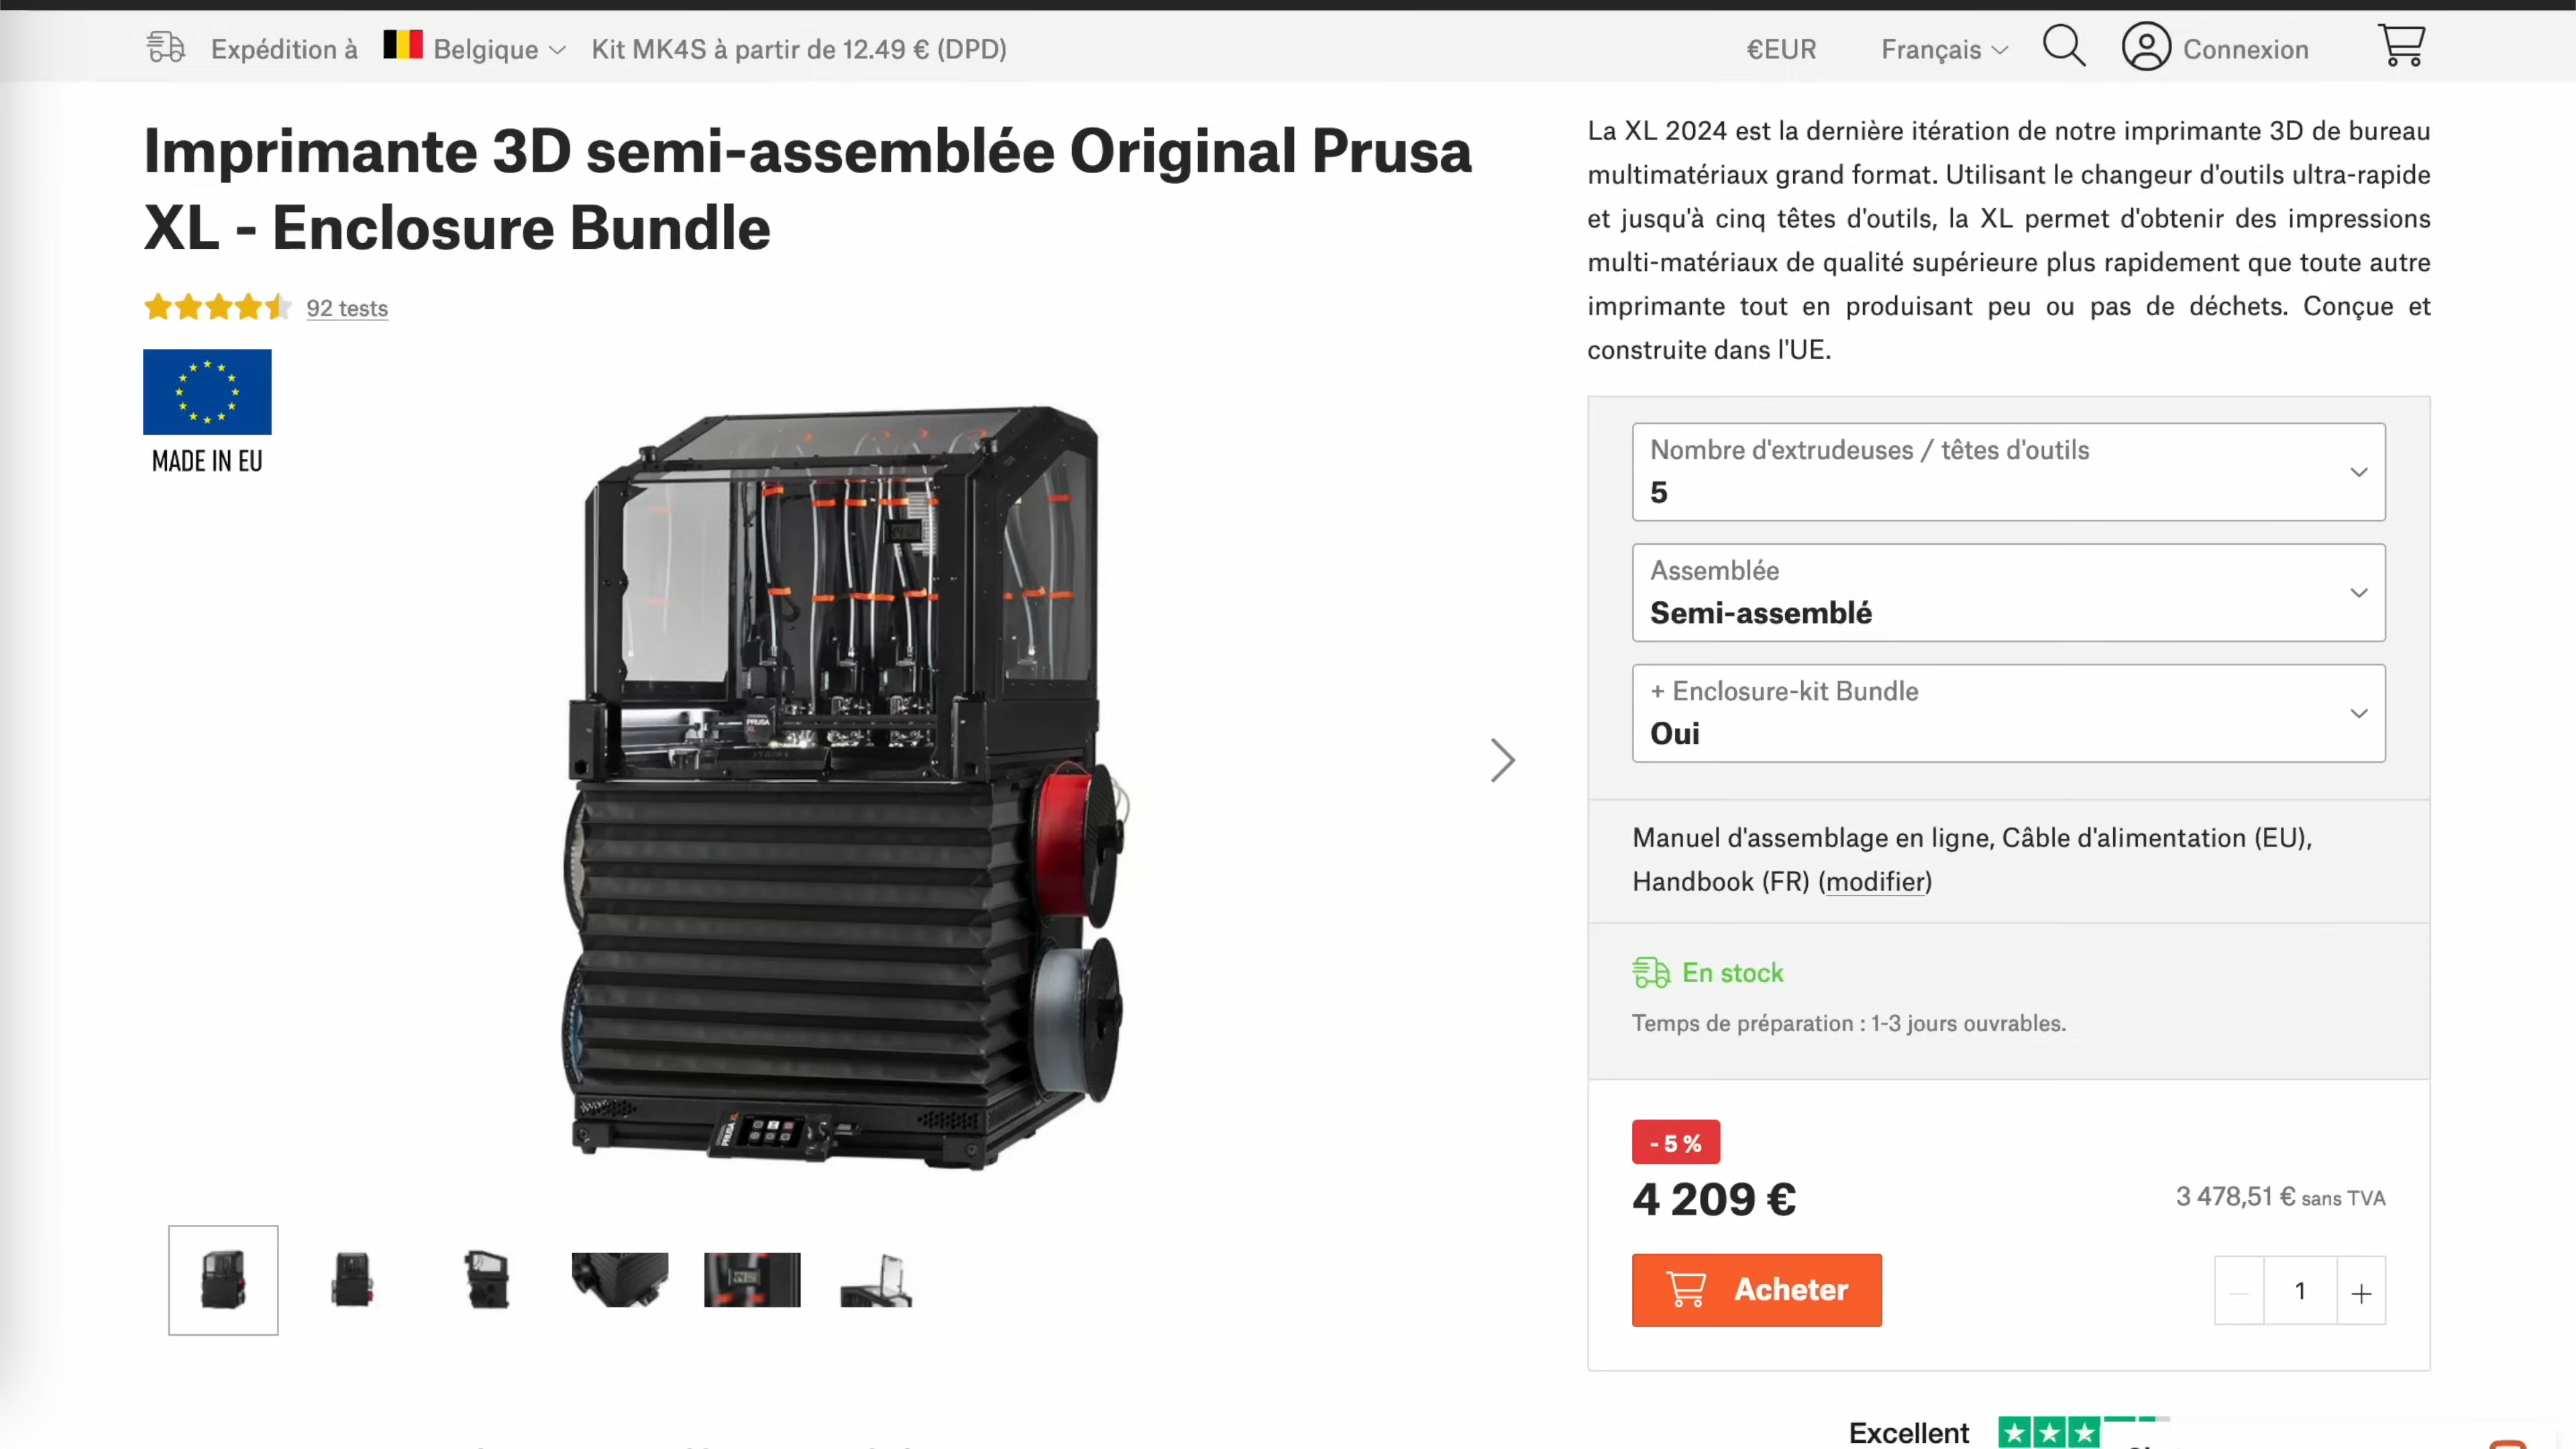 Expédition à Belgique Kit MK4S à partir de 12.49 € (DPD)
€EUR Français Connexion
Imprimante 3D semi-assemblée Original Prusa
XL - Enclosure Bundle
92 tests
MADE IN EU
La XL 2024 est la dernière itération de notre imprimante 3D de bureau
multimatériaux grand format. Utilisant le changeur d'outils ultra-rapide
et jusqu'à cinq têtes d'outils, la XL permet d'obtenir des impressions
multi-matériaux de qualité supérieure plus rapidement que toute autre
imprimante tout en produisant peu ou pas de déchets. Conçue et
construite dans l'UE.
Nombre d'extrudeuses / têtes d'outils
5
Assemblée
Semi-assemblé
+ Enclosure-kit Bundle
Oui
Manuel d'assemblage en ligne, Câble d'alimentation (EU),
Handbook (FR) (modifier)
En stock
Temps de préparation : 1-3 jours ouvrables.
- 5 %
4 209 €
3 478,51 € sans TVA
Acheter
1
Excellent
PRUSA
PRUSA XL